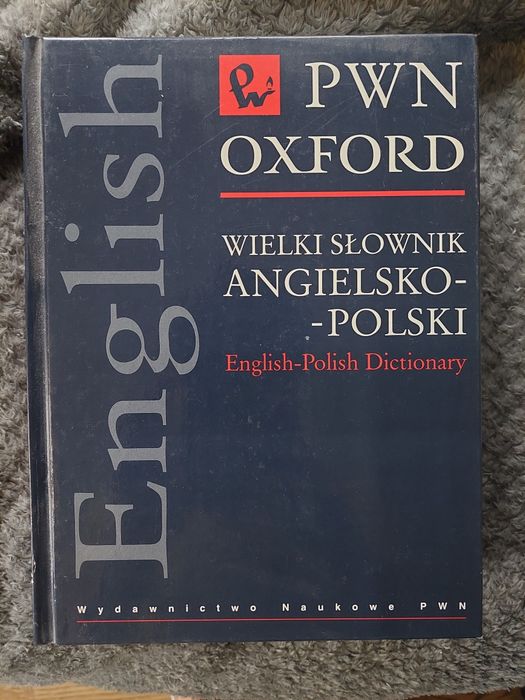 English
PWN
OXFORD
WIELKI SŁOWNIK
ANGIELSKO-
-POLSKI
English-Polish Dictionary
Wydawnictwo Naukowe PWN